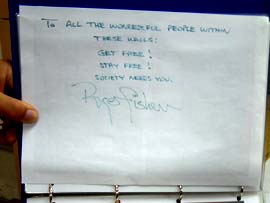 To ALL THE WONDERFUL PEOPLE WITHIN
THESE WALLS:
GET FREE!
STAY FREE!
SOCIETY NEEDS YOU.